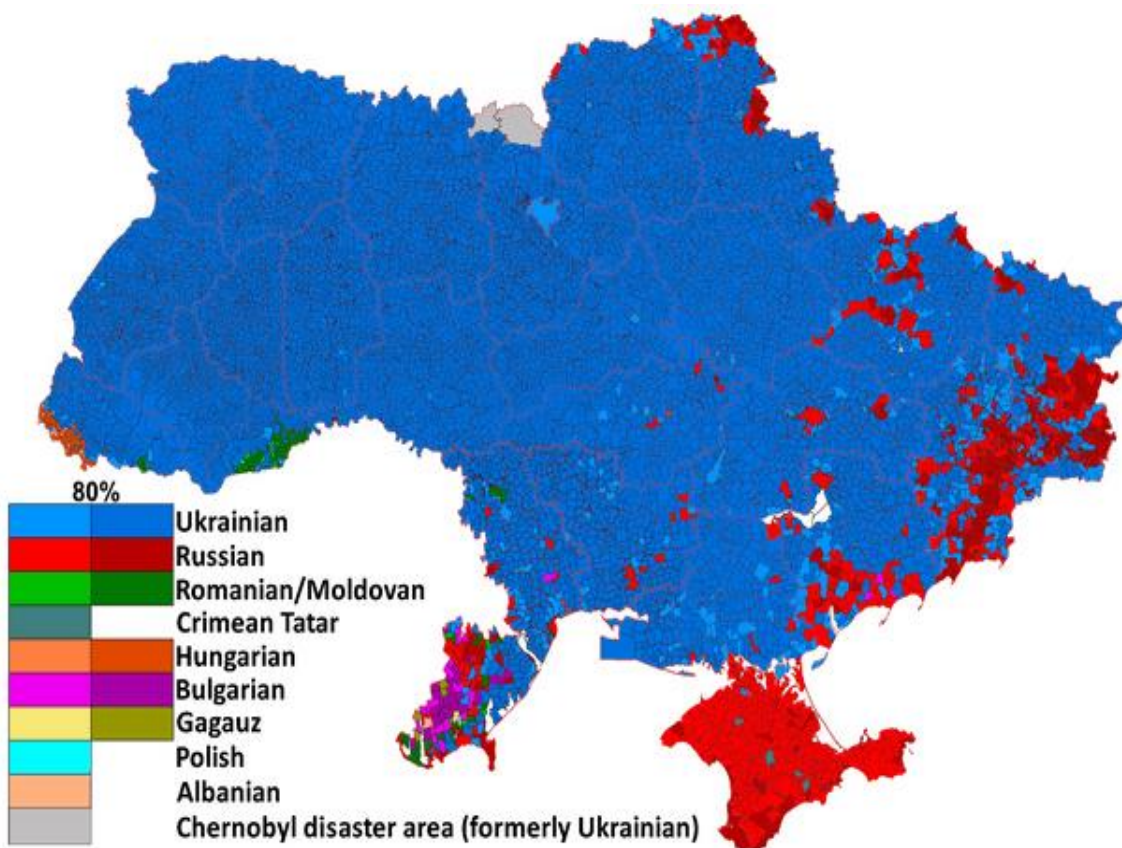 80%
Ukrainian
Russian
Romanian/Moldovan
Crimean Tatar
Hungarian
Bulgarian
Gagauz
Polish
Albanian
Chernobyl disaster area (formerly Ukrainian)